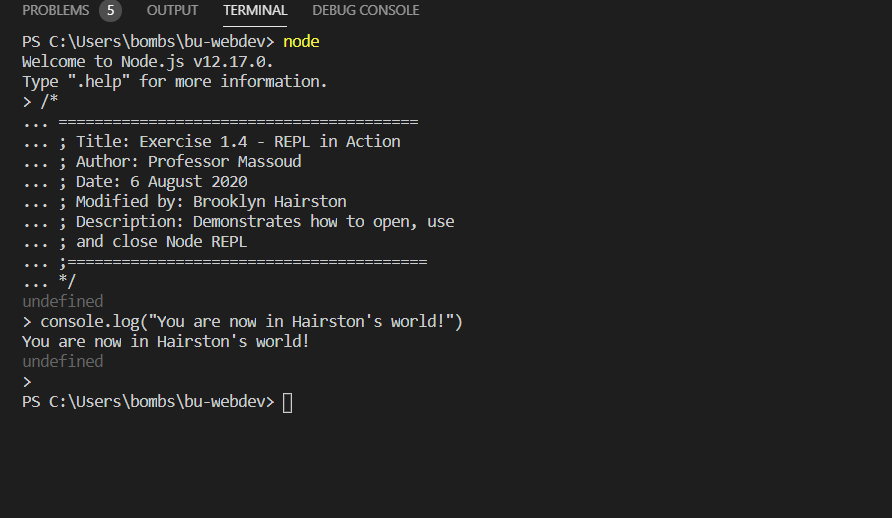 PROBLEMS 5 OUTPUT TERMINAL DEBUG CONSOLE
PS C:\Users\bombs\bu-webdev> node
Welcome to Node.js v12.17.0.
Type ".help" for more information.
> /*
... ========================================
... ; Title: Exercise 1.4 - REPL in Action
... ; Author: Professor Massoud
... ; Date: 6 August 2020
... ; Modified by: Brooklyn Hairston
... ; Description: Demonstrates how to open, use
... ; and close Node REPL
... ;========================================
... */
undefined
> console.log("You are now in Hairston's world!")
You are now in Hairston's world!
undefined
>
PS C:\Users\bombs\bu-webdev>